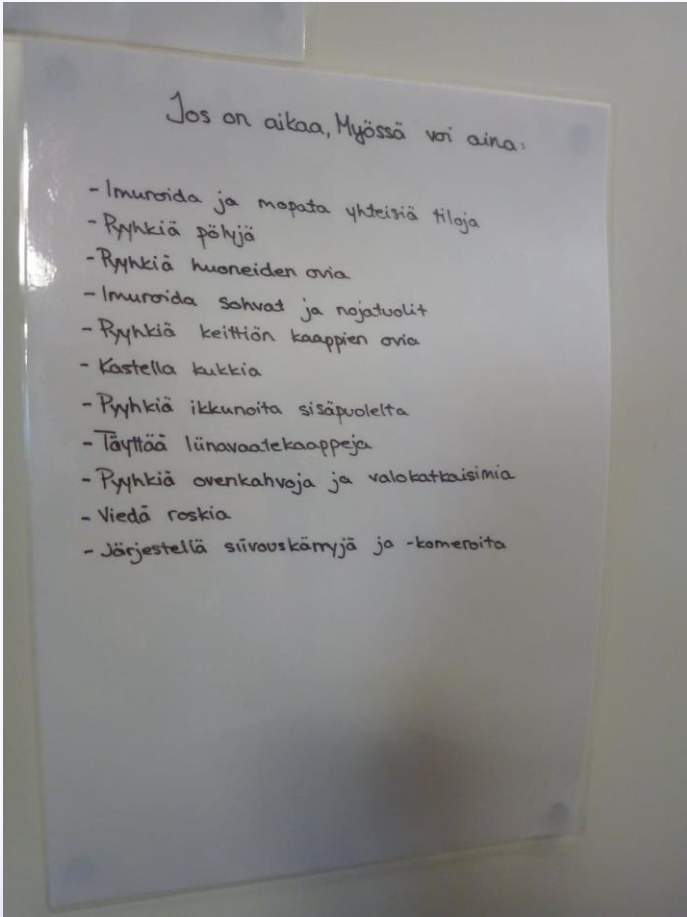 Jos on aikaa, Myössä voi aina:
- Imuroida ja mopata yhteisiä tiloja
- Pyyhkiä pölyjä
- Pyyhkiä huoneiden ovia
- Imuroida sohvat ja nojatuolit
- Pyyhkiä keittiön kaappien ovia
- Kastella kukkia
- Pyyhkiä ikkunoita sisäpuolelta
- Täyttää liinavaatekaappeja
- Pyyhkiä ovenkahvoja ja valokatkaisimia
- Viedä roskia
- Järjestellä siivouskärryjä ja -komeroita